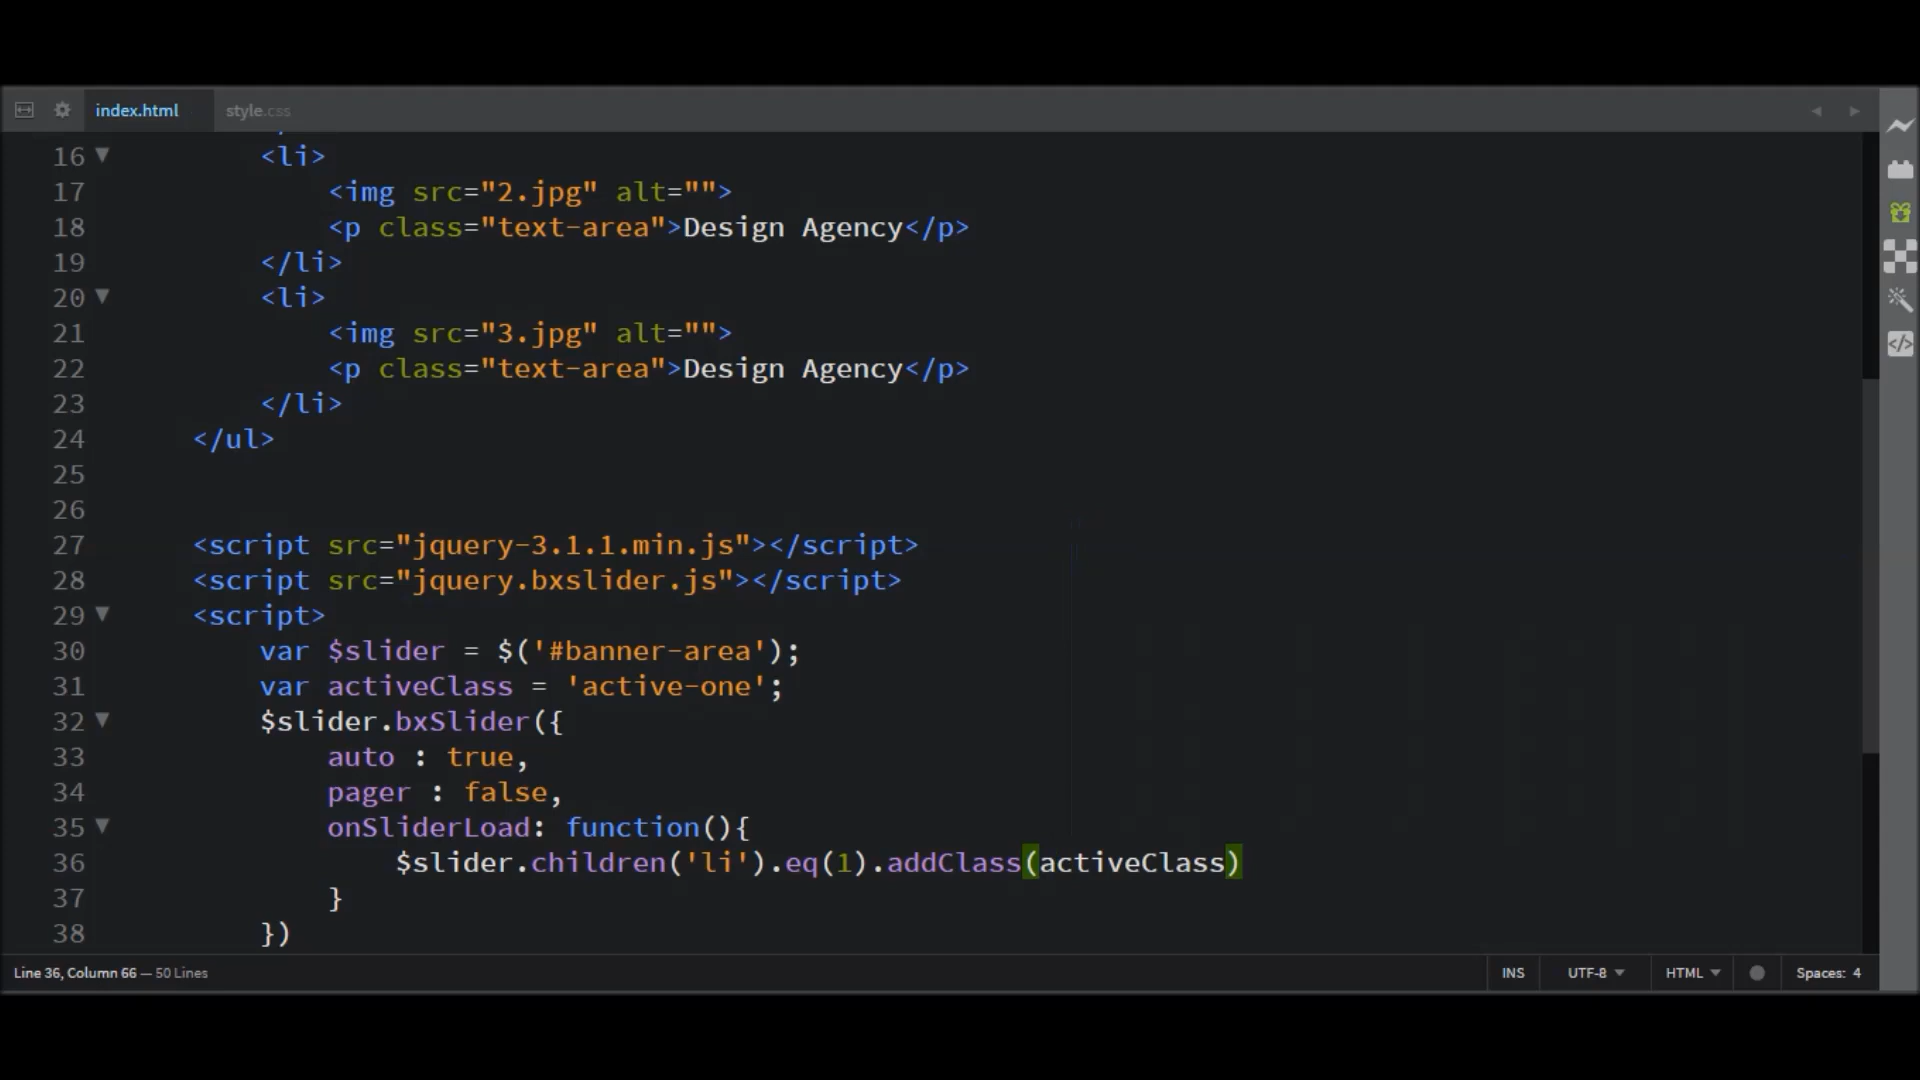 index.html style.css
16 <li>
17 <img src="2.jpg" alt="">
18 <p class="text-area">Design Agency</p>
19 </li>
20 <li>
21 <img src="3.jpg" alt="">
22 <p class="text-area">Design Agency</p>
23 </li>
24 </ul>
25
26
27 <script src="jquery-3.1.1.min.js"></script>
28 <script src="jquery.bxslider.js"></script>
29 <script>
30 var $slider = $('#banner-area');
31 var activeClass = 'active-one';
32 $slider.bxSlider({
33 auto : true,
34 pager : false,
35 onSliderLoad: function(){
36 $slider.children('li').eq(1).addClass(activeClass)
37 }
38 })
Line 36, Column 66 — 50 Lines INS UTF-8 HTML Spaces: 4